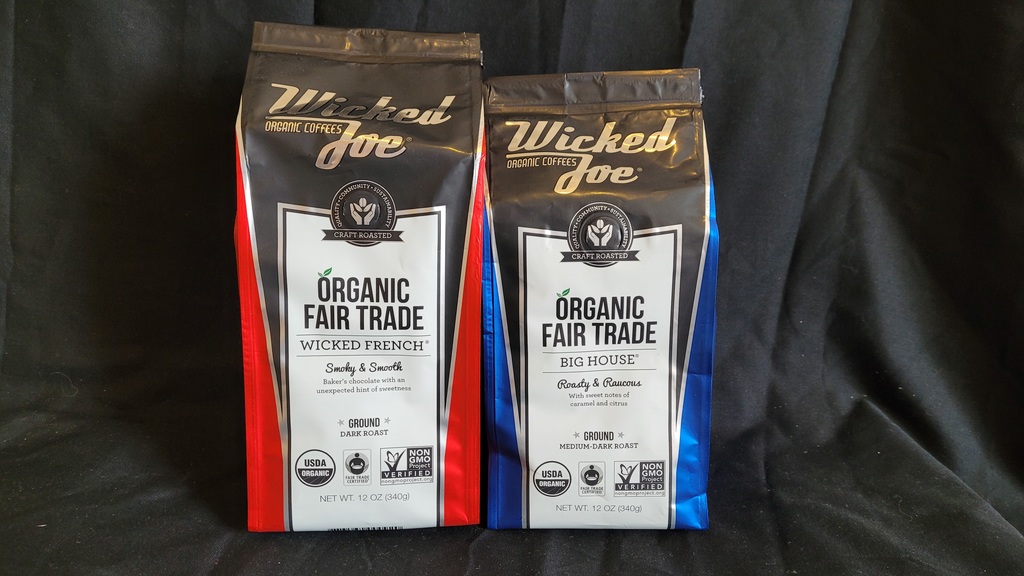 Wicked
ORGANIC COFFEES
Joe®
QUALITY • COMMUNITY • SUSTAINABILITY
CRAFT ROASTED
ORGANIC
FAIR TRADE
WICKED FRENCH®
Smoky & Smooth
Baker's chocolate with an
unexpected hint of sweetness
GROUND
DARK ROAST
USDA
ORGANIC
FAIR TRADE
CERTIFIED
NON
GMO
Project
VERIFIED
nongmoproject.org
NET WT. 12 OZ (340g)
Wicked
ORGANIC COFFEES
Joe®
QUALITY • COMMUNITY • SUSTAINABILITY
CRAFT ROASTED
ORGANIC
FAIR TRADE
BIG HOUSE®
Roasty & Raucous
With sweet notes of
caramel and citrus
GROUND
MEDIUM-DARK ROAST
USDA
ORGANIC
FAIR TRADE
CERTIFIED
NON
GMO
Project
VERIFIED
nongmoproject.org
NET WT. 12 OZ (340g)